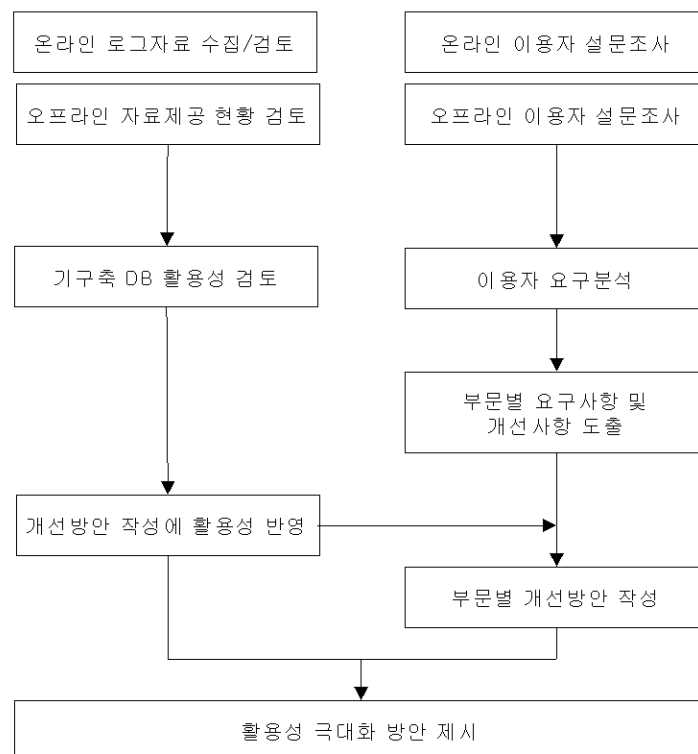 온라인 로그자료 수집/검토
온라인 이용자 설문조사
오프라인 자료제공 현황 검토
오프라인 이용자 설문조사
기구축 DB 활용성 검토
이용자 요구분석
부문별 요구사항 및
개선사항 도출
개선방안 작성에 활용성 반영
부문별 개선방안 작성
활용성 극대화 방안 제시